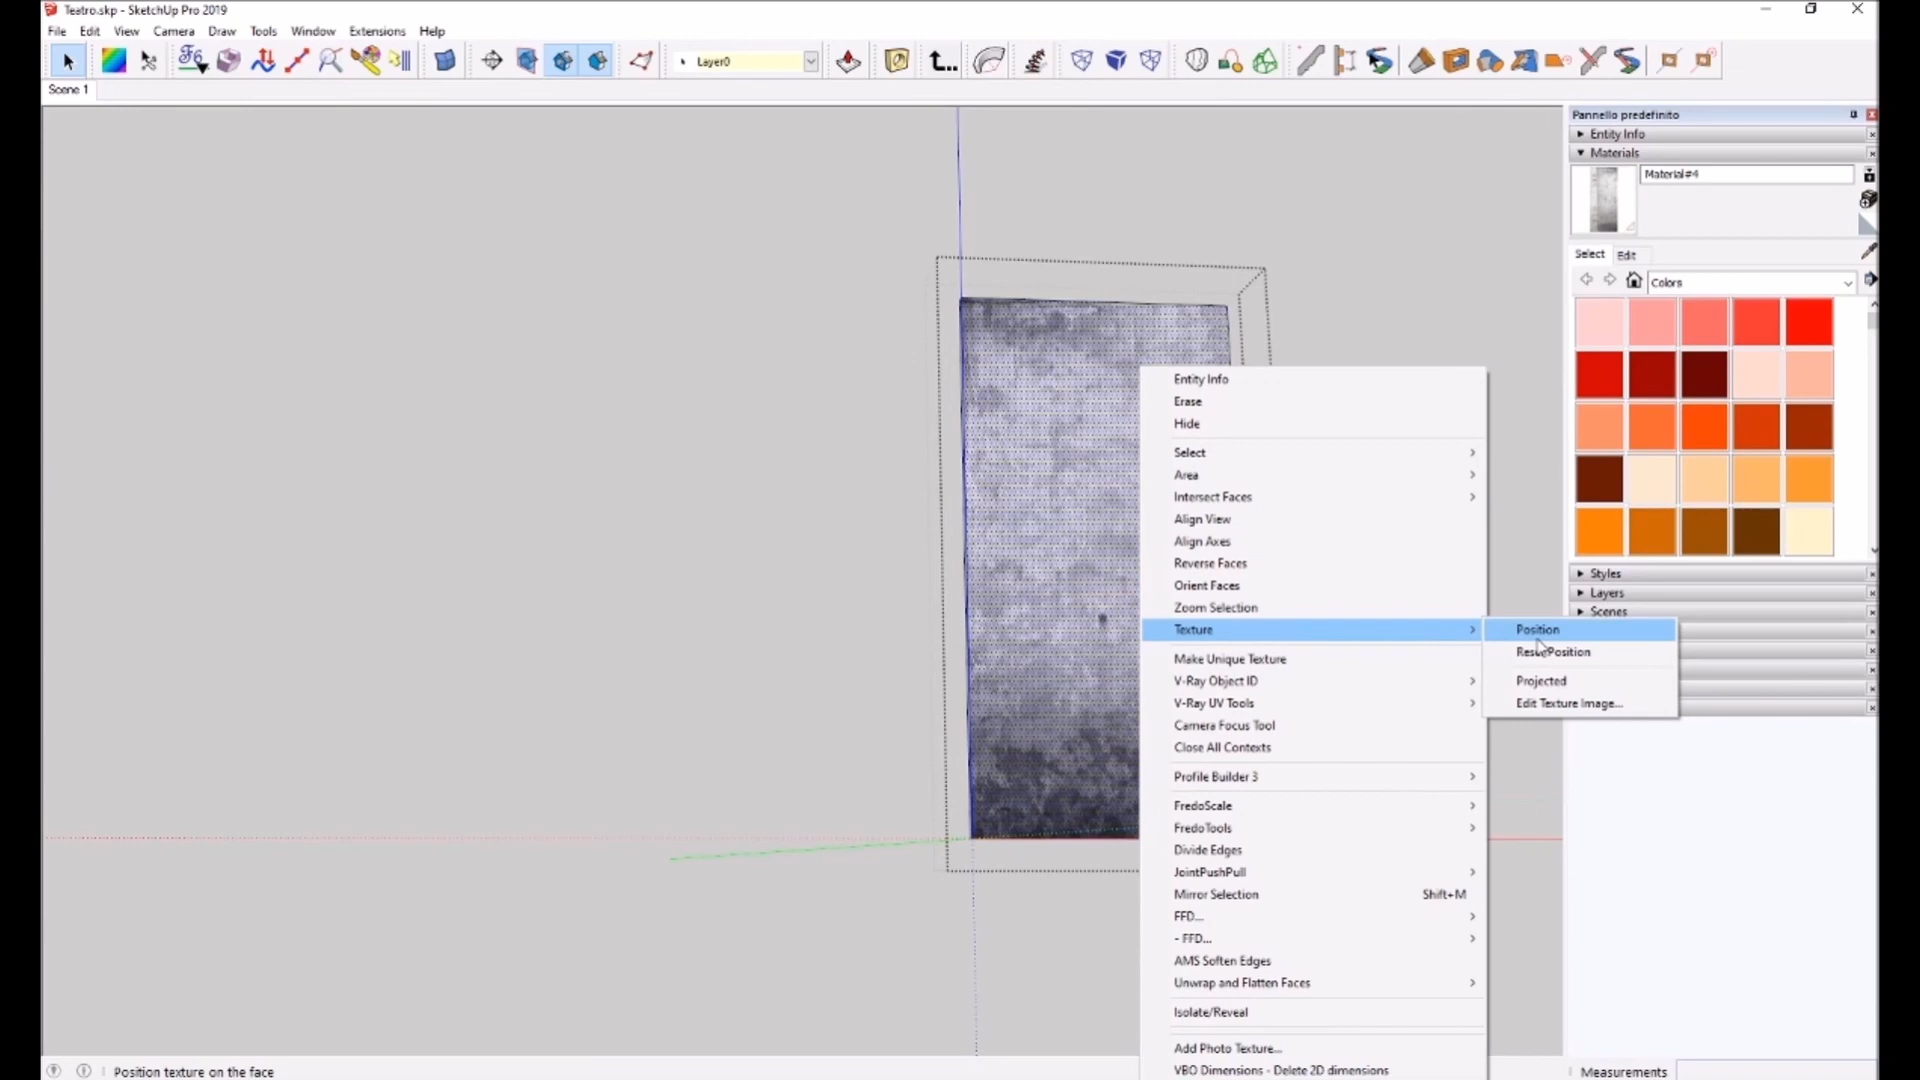 Teatro.skp - SketchUp Pro 2019
File Edit View Camera Draw Tools Window Extensions Help
Layer0
Scene 1
Pannello predefinito
Entity Info
Materials
Material#4
Select Edit
Colors
Styles
Layers
Scenes
Entity Info
Erase
Hide
Select
Area
Intersect Faces
Align View
Align Axes
Reverse Faces
Orient Faces
Zoom Selection
Texture
Make Unique Texture
V-Ray Object ID
V-Ray UV Tools
Camera Focus Tool
Close All Contexts
Profile Builder 3
FredoScale
FredoTools
Divide Edges
JointPushPull
Mirror Selection Shift+M
FFD...
- FFD...
AMS Soften Edges
Unwrap and Flatten Faces
Isolate/Reveal
Add Photo Texture...
VBO Dimensions - Delete 2D dimensions
Position
Reset Position
Projected
Edit Texture Image...
Position texture on the face
Measurements